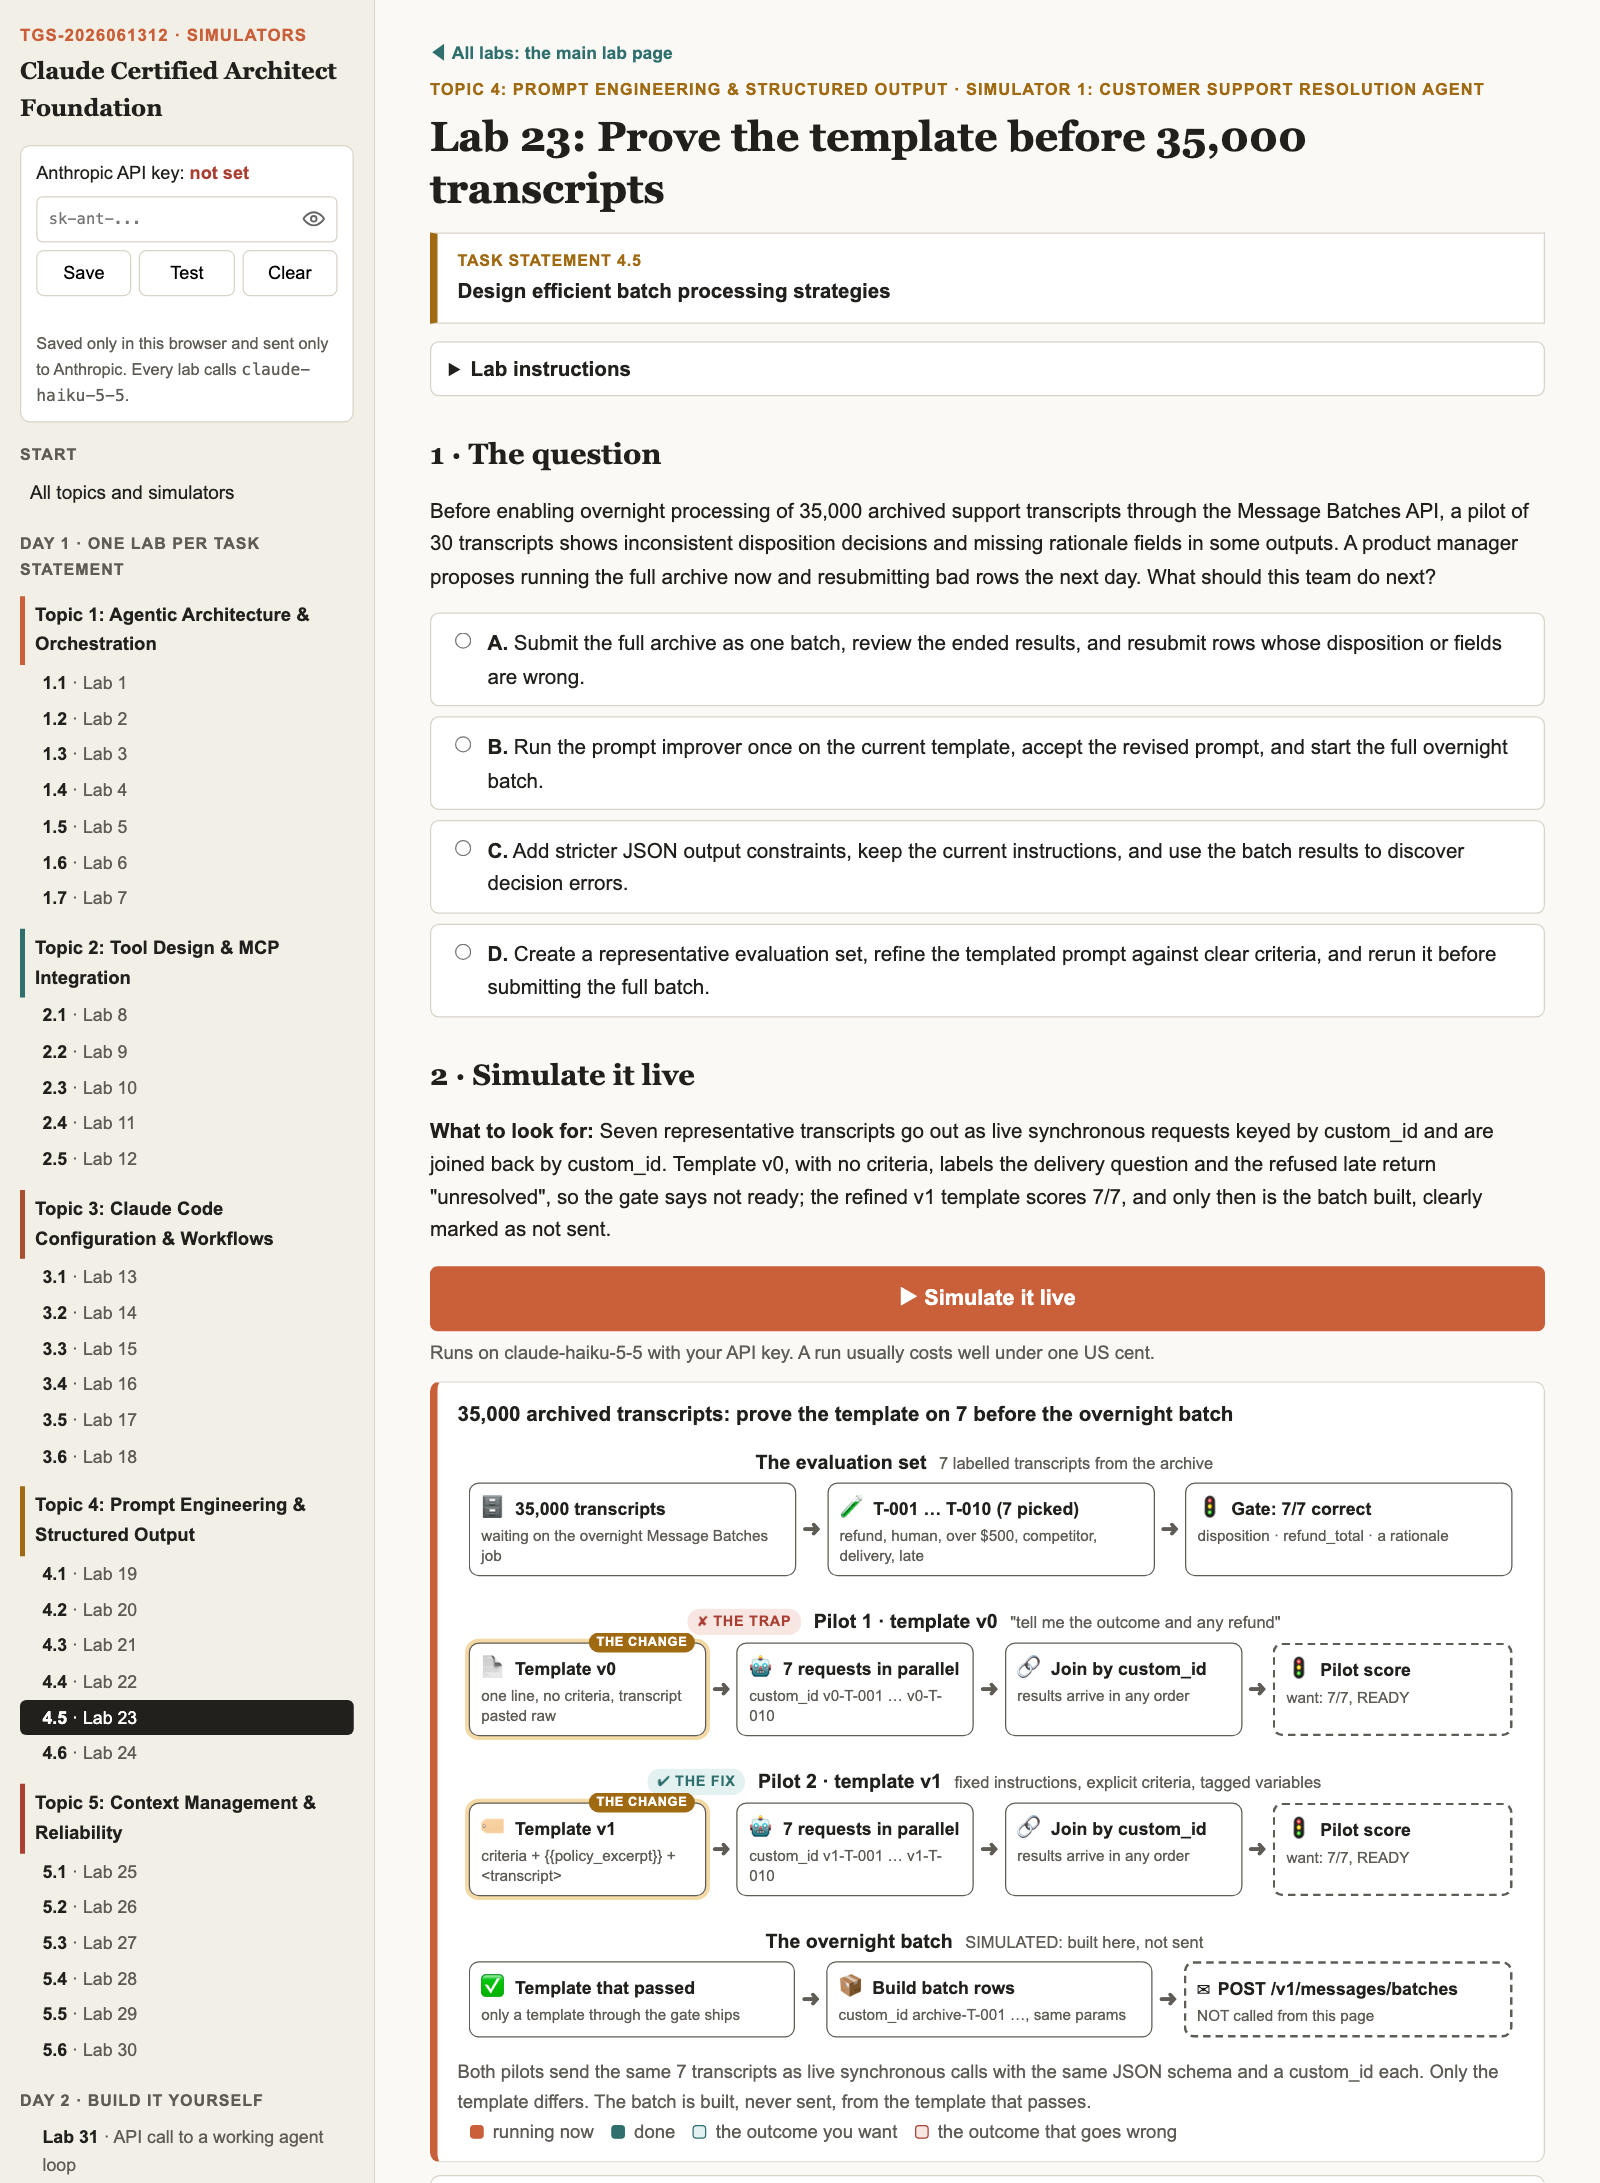 TGS-2026061312 · SIMULATORS
Claude Certified Architect
Foundation
Anthropic API key: not set
sk-ant-...
Save
Test
Clear
Saved only in this browser and sent only
to Anthropic. Every lab calls claude-
haiku-5-5.
START
All topics and simulators
DAY 1 · ONE LAB PER TASK
STATEMENT
Topic 1: Agentic Architecture &
Orchestration
1.1 · Lab 1
1.2 · Lab 2
1.3 · Lab 3
1.4 · Lab 4
1.5 · Lab 5
1.6 · Lab 6
1.7 · Lab 7
Topic 2: Tool Design & MCP
Integration
2.1 · Lab 8
2.2 · Lab 9
2.3 · Lab 10
2.4 · Lab 11
2.5 · Lab 12
Topic 3: Claude Code
Configuration & Workflows
3.1 · Lab 13
3.2 · Lab 14
3.3 · Lab 15
3.4 · Lab 16
3.5 · Lab 17
3.6 · Lab 18
Topic 4: Prompt Engineering &
Structured Output
4.1 · Lab 19
4.2 · Lab 20
4.3 · Lab 21
4.4 · Lab 22
4.5 · Lab 23
4.6 · Lab 24
Topic 5: Context Management &
Reliability
5.1 · Lab 25
5.2 · Lab 26
5.3 · Lab 27
5.4 · Lab 28
5.5 · Lab 29
5.6 · Lab 30
DAY 2 · BUILD IT YOURSELF
Lab 31 · API call to a working agent
loop
◀ All labs: the main lab page
TOPIC 4: PROMPT ENGINEERING & STRUCTURED OUTPUT · SIMULATOR 1: CUSTOMER SUPPORT RESOLUTION AGENT
Lab 23: Prove the template before 35,000
transcripts
TASK STATEMENT 4.5
Design efficient batch processing strategies
▶ Lab instructions
1 · The question
Before enabling overnight processing of 35,000 archived support transcripts through the Message Batches API, a pilot of
30 transcripts shows inconsistent disposition decisions and missing rationale fields in some outputs. A product manager
proposes running the full archive now and resubmitting bad rows the next day. What should this team do next?
A. Submit the full archive as one batch, review the ended results, and resubmit rows whose disposition or fields
are wrong.
B. Run the prompt improver once on the current template, accept the revised prompt, and start the full overnight
batch.
C. Add stricter JSON output constraints, keep the current instructions, and use the batch results to discover
decision errors.
D. Create a representative evaluation set, refine the templated prompt against clear criteria, and rerun it before
submitting the full batch.
2 · Simulate it live
What to look for: Seven representative transcripts go out as live synchronous requests keyed by custom_id and are
joined back by custom_id. Template v0, with no criteria, labels the delivery question and the refused late return
"unresolved", so the gate says not ready; the refined v1 template scores 7/7, and only then is the batch built, clearly
marked as not sent.
▶ Simulate it live
Runs on claude-haiku-5-5 with your API key. A run usually costs well under one US cent.
35,000 archived transcripts: prove the template on 7 before the overnight batch
The evaluation set 7 labelled transcripts from the archive
35,000 transcripts
waiting on the overnight Message Batches
job
➜
T-001 … T-010 (7 picked)
refund, human, over $500, competitor,
delivery, late
➜
Gate: 7/7 correct
disposition · refund_total · a rationale
✘ THE TRAP Pilot 1 · template v0 "tell me the outcome and any refund"
THE CHANGE
Template v0
one line, no criteria, transcript
pasted raw
➜
7 requests in parallel
custom_id v0-T-001 … v0-T-
010
➜
Join by custom_id
results arrive in any order
➜
Pilot score
want: 7/7, READY
✔ THE FIX Pilot 2 · template v1 fixed instructions, explicit criteria, tagged variables
THE CHANGE
Template v1
criteria + {{policy_excerpt}} +
<transcript>
➜
7 requests in parallel
custom_id v1-T-001 … v1-T-
010
➜
Join by custom_id
results arrive in any order
➜
Pilot score
want: 7/7, READY
The overnight batch SIMULATED: built here, not sent
Template that passed
only a template through the gate ships
➜
Build batch rows
custom_id archive-T-001 …, same params
➜
✉ POST /v1/messages/batches
NOT called from this page
Both pilots send the same 7 transcripts as live synchronous calls with the same JSON schema and a custom_id each. Only the
template differs. The batch is built, never sent, from the template that passes.
running now done the outcome you want the outcome that goes wrong